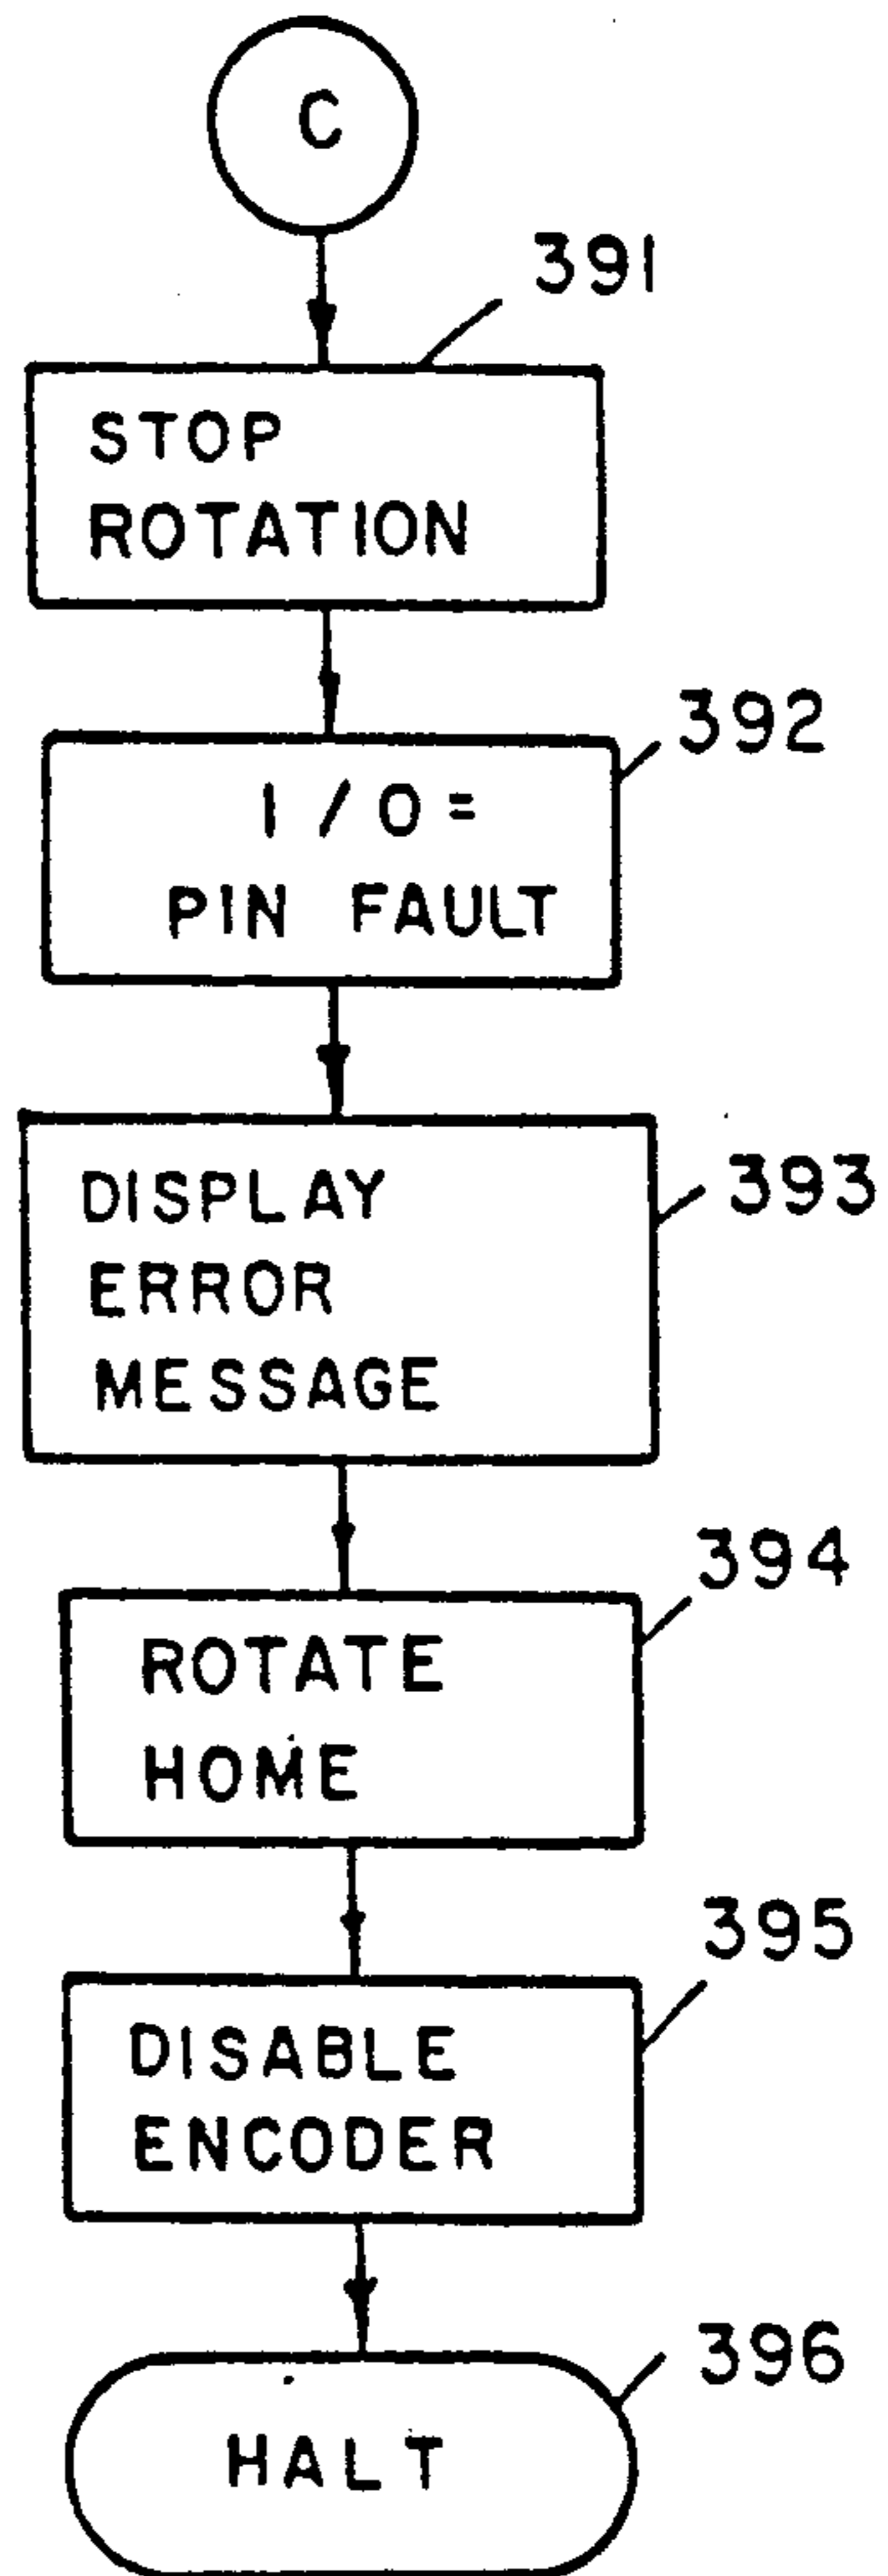 C
391
STOP
ROTATION
392
I/O=
PIN FAULT
393
DISPLAY
ERROR
MESSAGE
394
ROTATE
HOME
395
DISABLE
ENCODER
396
HALT